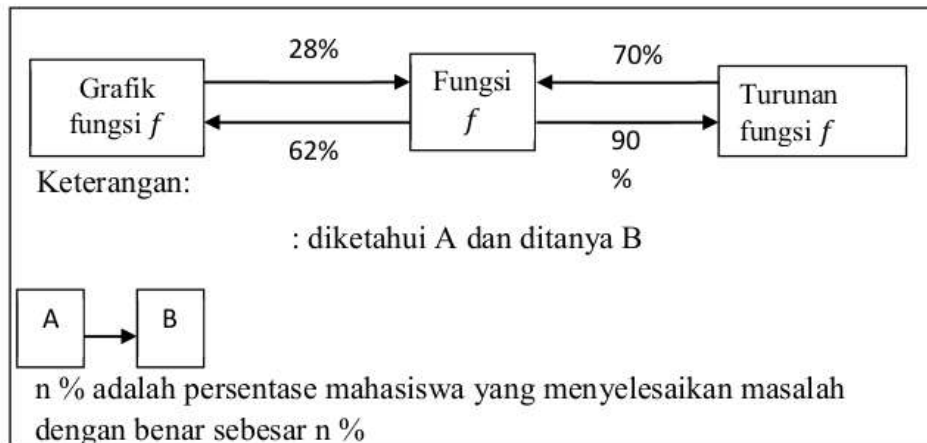 28%
Grafik
fungsi f
62%
Fungsi
f
70%
90
%
Turunan
fungsi f
Keterangan:
: diketahui A dan ditanya B
A
B
n % adalah persentase mahasiswa yang menyelesaikan masalah
dengan benar sebesar n %